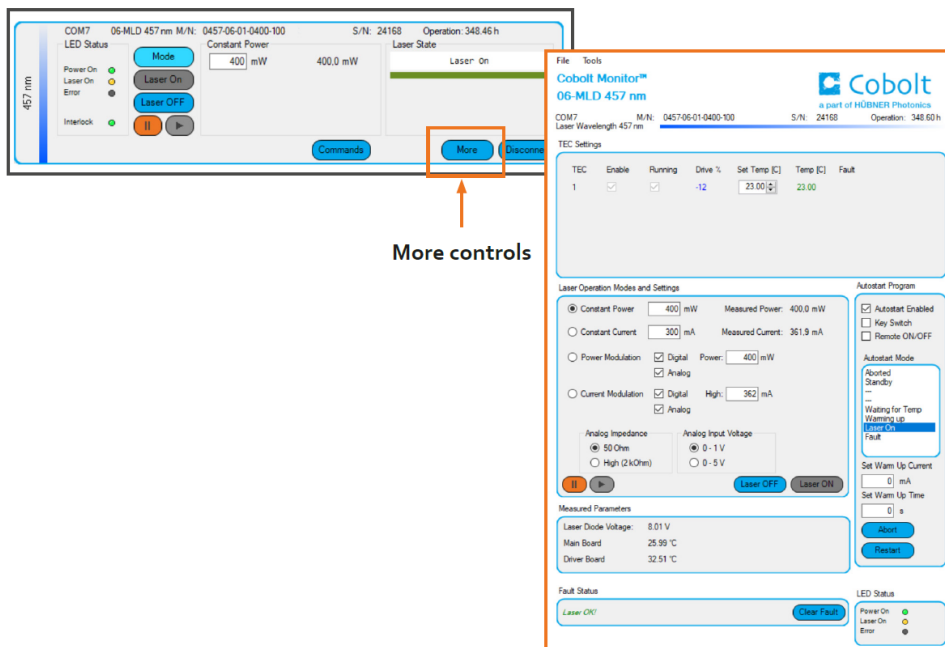 COM7 06-MLD 457 nm M/N: 0457-06-01-0400-100 S/N: 24168 Operation: 348.46 h
LED Status
Power On
Laser On
Error
Interlock
457 nm
Mode
Laser On
Laser OFF
Constant Power
400 mW 400,0 mW
Laser State
Laser On
Commands
More
Disconne
More controls
File Tools
Cobolt Monitor™
06-MLD 457 nm
Cobolt
a part of HÜBNER Photonics
COM7 M/N: 0457-06-01-0400-100 S/N: 24168 Operation: 348.60 h
Laser Wavelength 457 nm
TEC Settings
TEC Enable Running Drive % Set Temp [C] Temp [C] Fault
1 -12 23.00 23.00
Laser Operation Modes and Settings
Constant Power 400 mW Measured Power: 400,0 mW
Constant Current 300 mA Measured Current: 361,9 mA
Power Modulation Digital Power: 400 mW
Analog
Current Modulation Digital High: 362 mA
Analog
Analog Impedance
50 Ohm
High (2 kOhm)
Analog Input Voltage
0 - 1 V
0 - 5 V
Laser OFF
Laser ON
Autostart Program
Autostart Enabled
Key Switch
Remote ON/OFF
Autostart Mode
Aborted
Standby
---
---
Waiting for Temp
Warming up
Laser On
Fault
Set Warm Up Current
0 mA
Set Warm Up Time
0 s
Abort
Restart
Measured Parameters
Laser Diode Voltage: 8.01 V
Main Board 25.99 °C
Driver Board 32.51 °C
Fault Status
Laser OK!
Clear Fault
LED Status
Power On
Laser On
Error